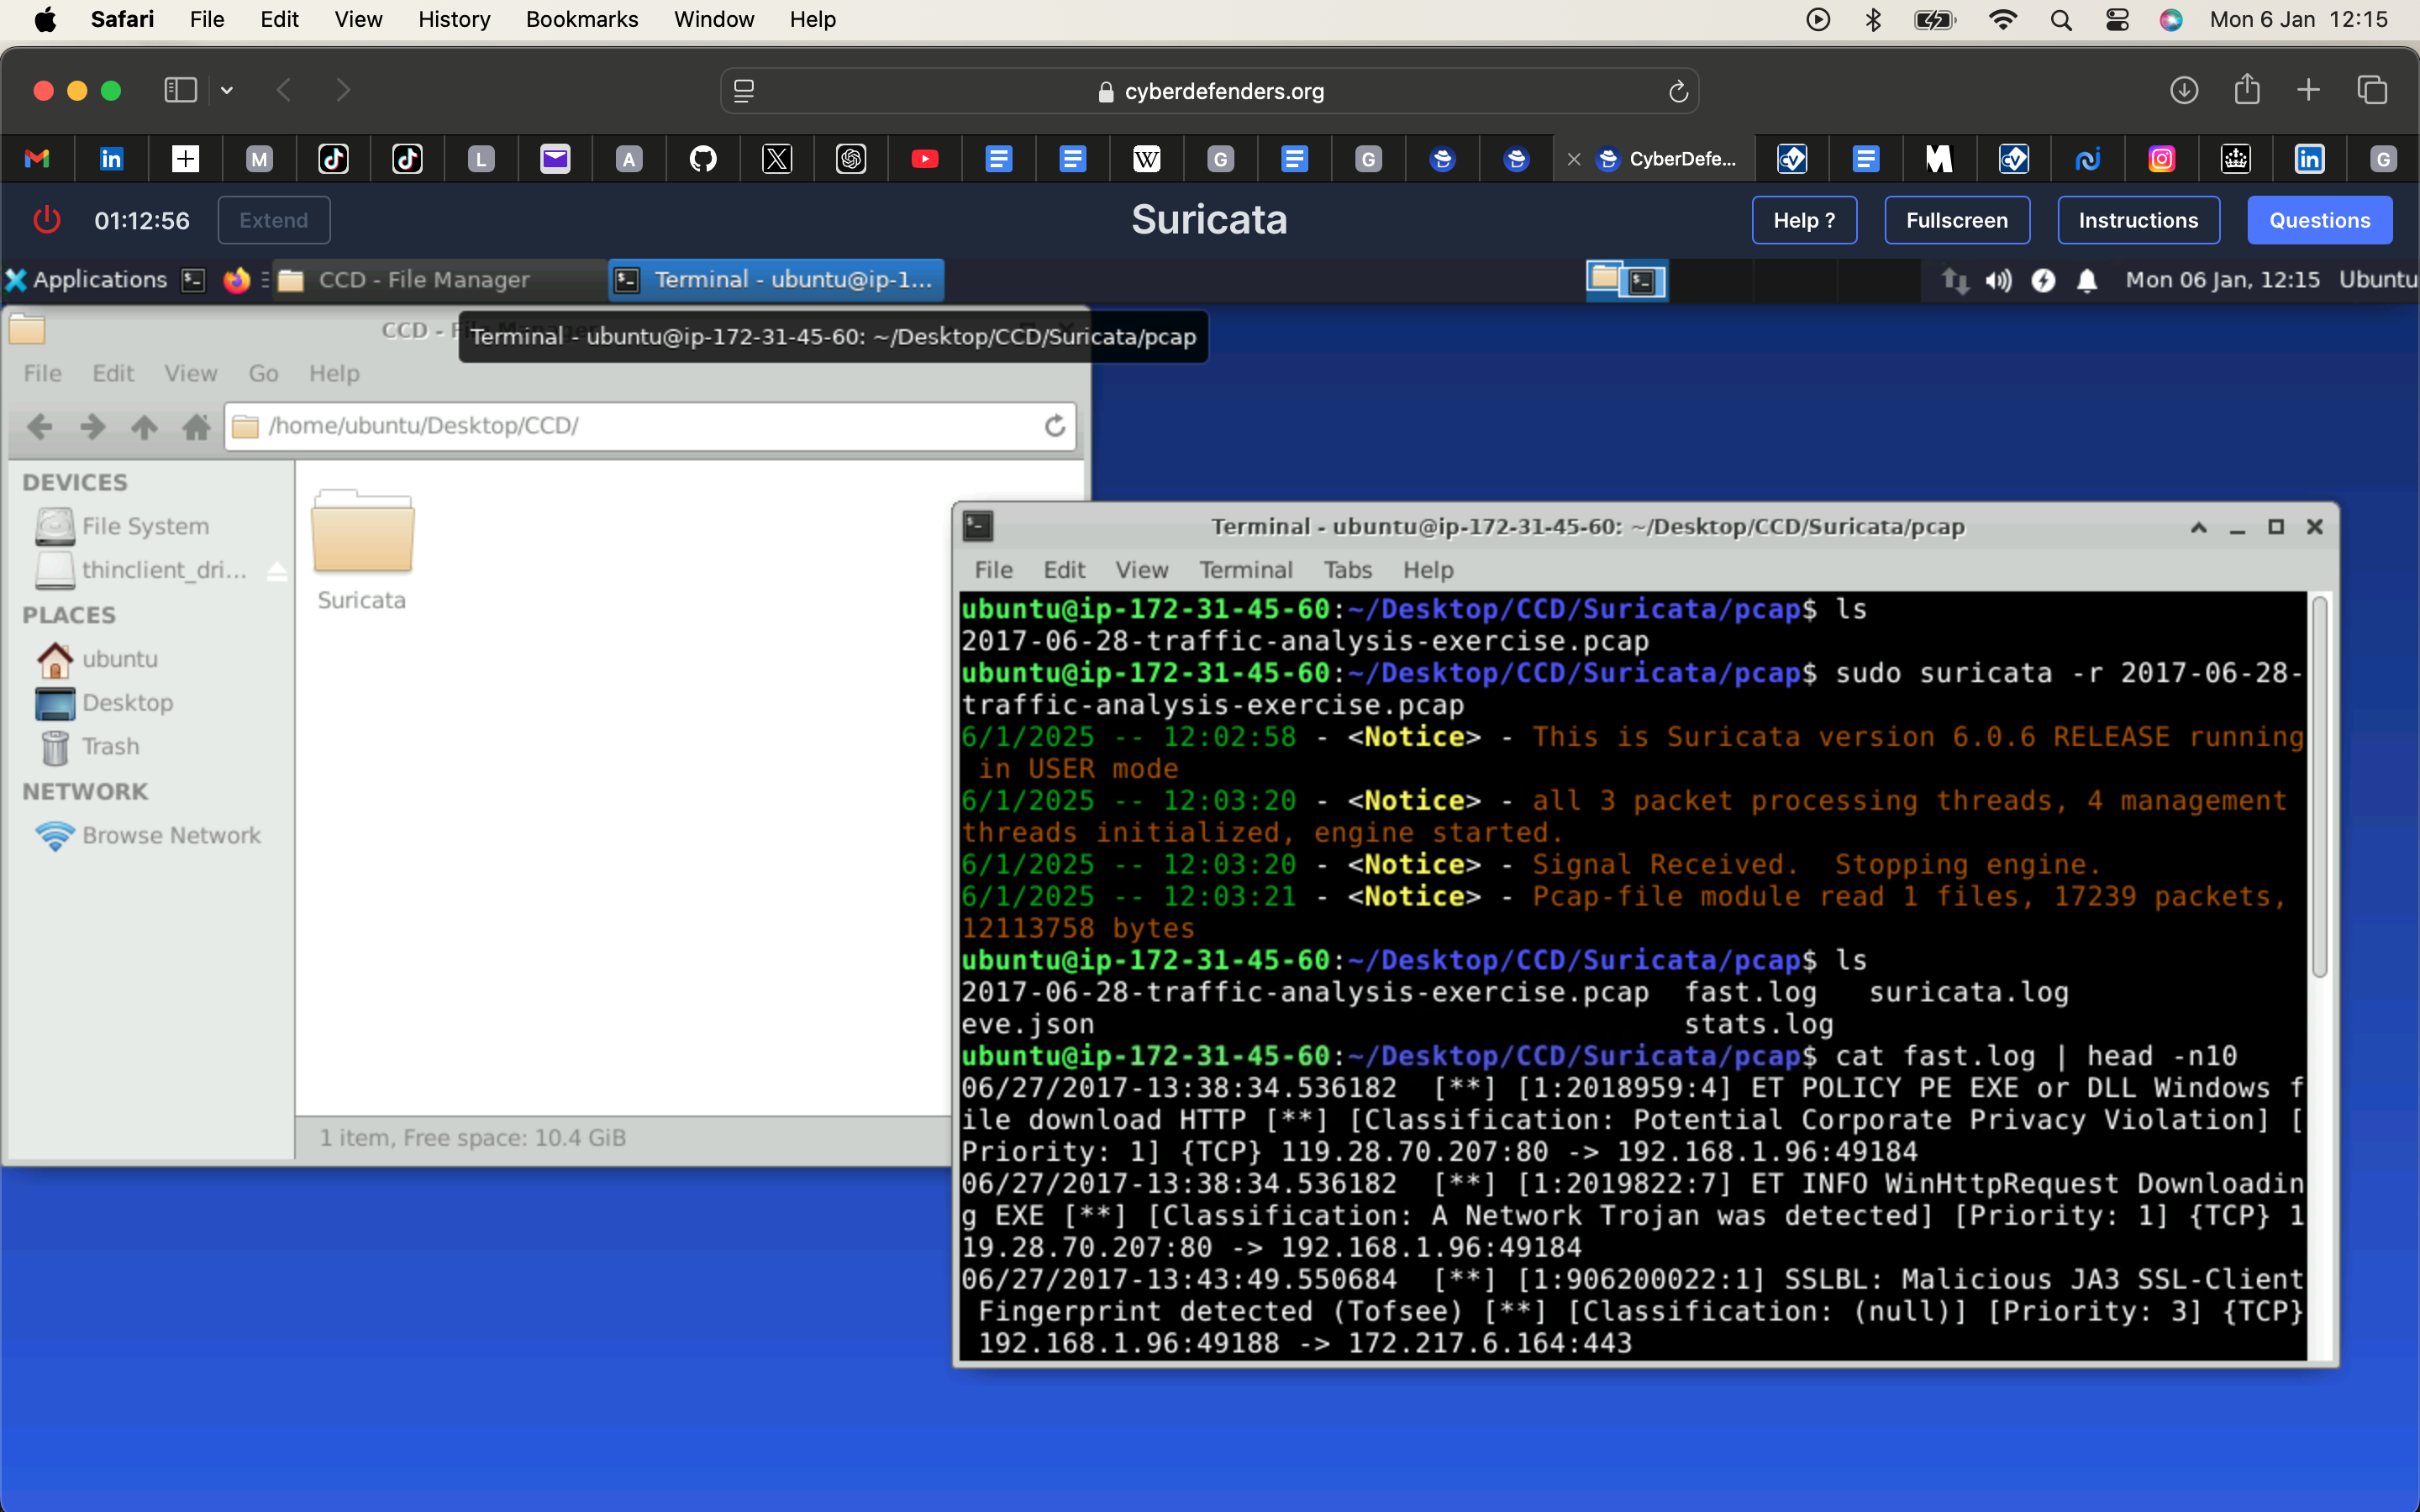 Safari File Edit View History Bookmarks Window Help Mon 6 Jan 12:15
cyberdefenders.org
M L A G G CyberDefe... G
01:12:56 Extend Suricata Help ? Fullscreen Instructions Questions
Applications CCD - File Manager Terminal - ubuntu@ip-1... Mon 06 Jan, 12:15 Ubuntu
CCD - F
Terminal - ubuntu@ip-172-31-45-60: ~/Desktop/CCD/Suricata/pcap
File Edit View Go Help
/home/ubuntu/Desktop/CCD/
DEVICES
File System
thinclient_dri...
PLACES
ubuntu
Desktop
Trash
NETWORK
Browse Network
Suricata
1 item, Free space: 10.4 GiB
Terminal - ubuntu@ip-172-31-45-60: ~/Desktop/CCD/Suricata/pcap
File Edit View Terminal Tabs Help
ubuntu@ip-172-31-45-60:~/Desktop/CCD/Suricata/pcap$ ls
2017-06-28-traffic-analysis-exercise.pcap
ubuntu@ip-172-31-45-60:~/Desktop/CCD/Suricata/pcap$ sudo suricata -r 2017-06-28-
traffic-analysis-exercise.pcap
6/1/2025 -- 12:02:58 - <Notice> - This is Suricata version 6.0.6 RELEASE running
in USER mode
6/1/2025 -- 12:03:20 - <Notice> - all 3 packet processing threads, 4 management
threads initialized, engine started.
6/1/2025 -- 12:03:20 - <Notice> - Signal Received.  Stopping engine.
6/1/2025 -- 12:03:21 - <Notice> - Pcap-file module read 1 files, 17239 packets,
12113758 bytes
ubuntu@ip-172-31-45-60:~/Desktop/CCD/Suricata/pcap$ ls
2017-06-28-traffic-analysis-exercise.pcap  fast.log   suricata.log
eve.json                                   stats.log
ubuntu@ip-172-31-45-60:~/Desktop/CCD/Suricata/pcap$ cat fast.log | head -n10
06/27/2017-13:38:34.536182  [**] [1:2018959:4] ET POLICY PE EXE or DLL Windows f
ile download HTTP [**] [Classification: Potential Corporate Privacy Violation] [
Priority: 1] {TCP} 119.28.70.207:80 -> 192.168.1.96:49184
06/27/2017-13:38:34.536182  [**] [1:2019822:7] ET INFO WinHttpRequest Downloadin
g EXE [**] [Classification: A Network Trojan was detected] [Priority: 1] {TCP} 1
19.28.70.207:80 -> 192.168.1.96:49184
06/27/2017-13:43:49.550684  [**] [1:906200022:1] SSLBL: Malicious JA3 SSL-Client
Fingerprint detected (Tofsee) [**] [Classification: (null)] [Priority: 3] {TCP}
192.168.1.96:49188 -> 172.217.6.164:443